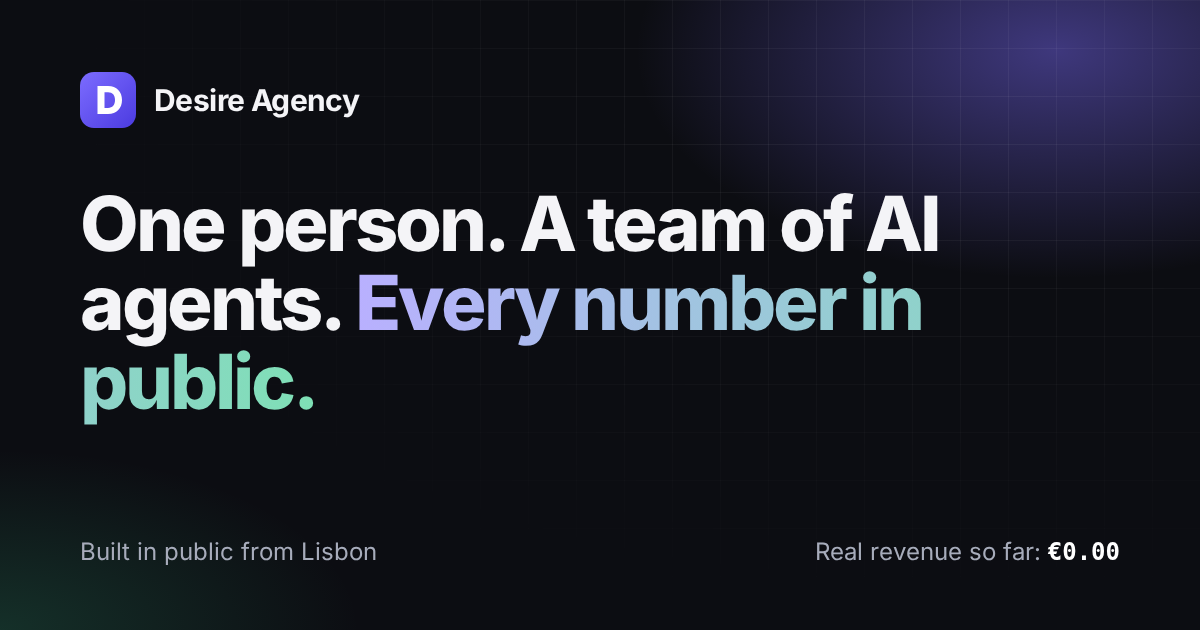 D
Desire Agency
One person. A team of AI
agents. Every number in
public.
Built in public from Lisbon
Real revenue so far: €0.00